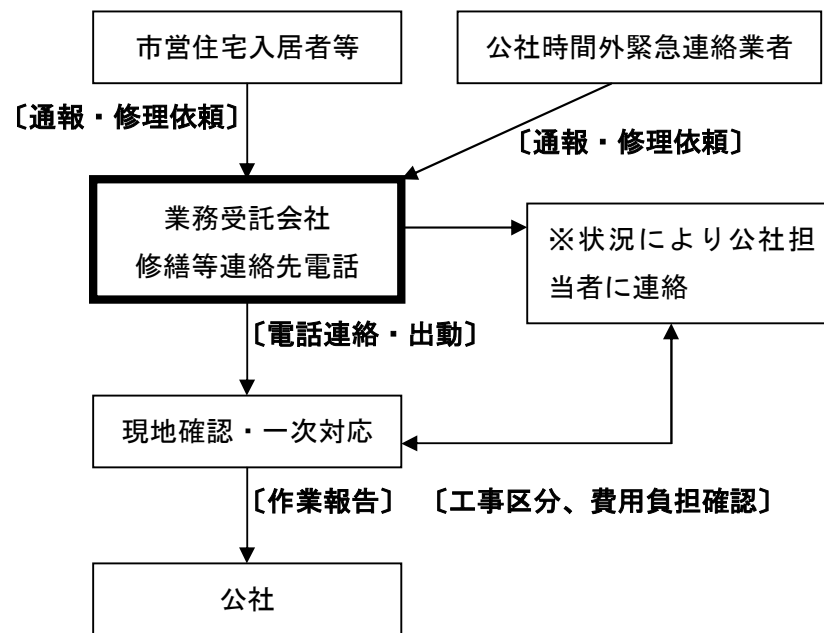 市営住宅入居者等
公社時間外緊急連絡業者
〔通報・修理依頼〕
〔通報・修理依頼〕
業務受託会社
修繕等連絡先電話
※状況により公社担
当者に連絡
〔電話連絡・出動〕
現地確認・一次対応
〔作業報告〕
〔工事区分、費用負担確認〕
公社